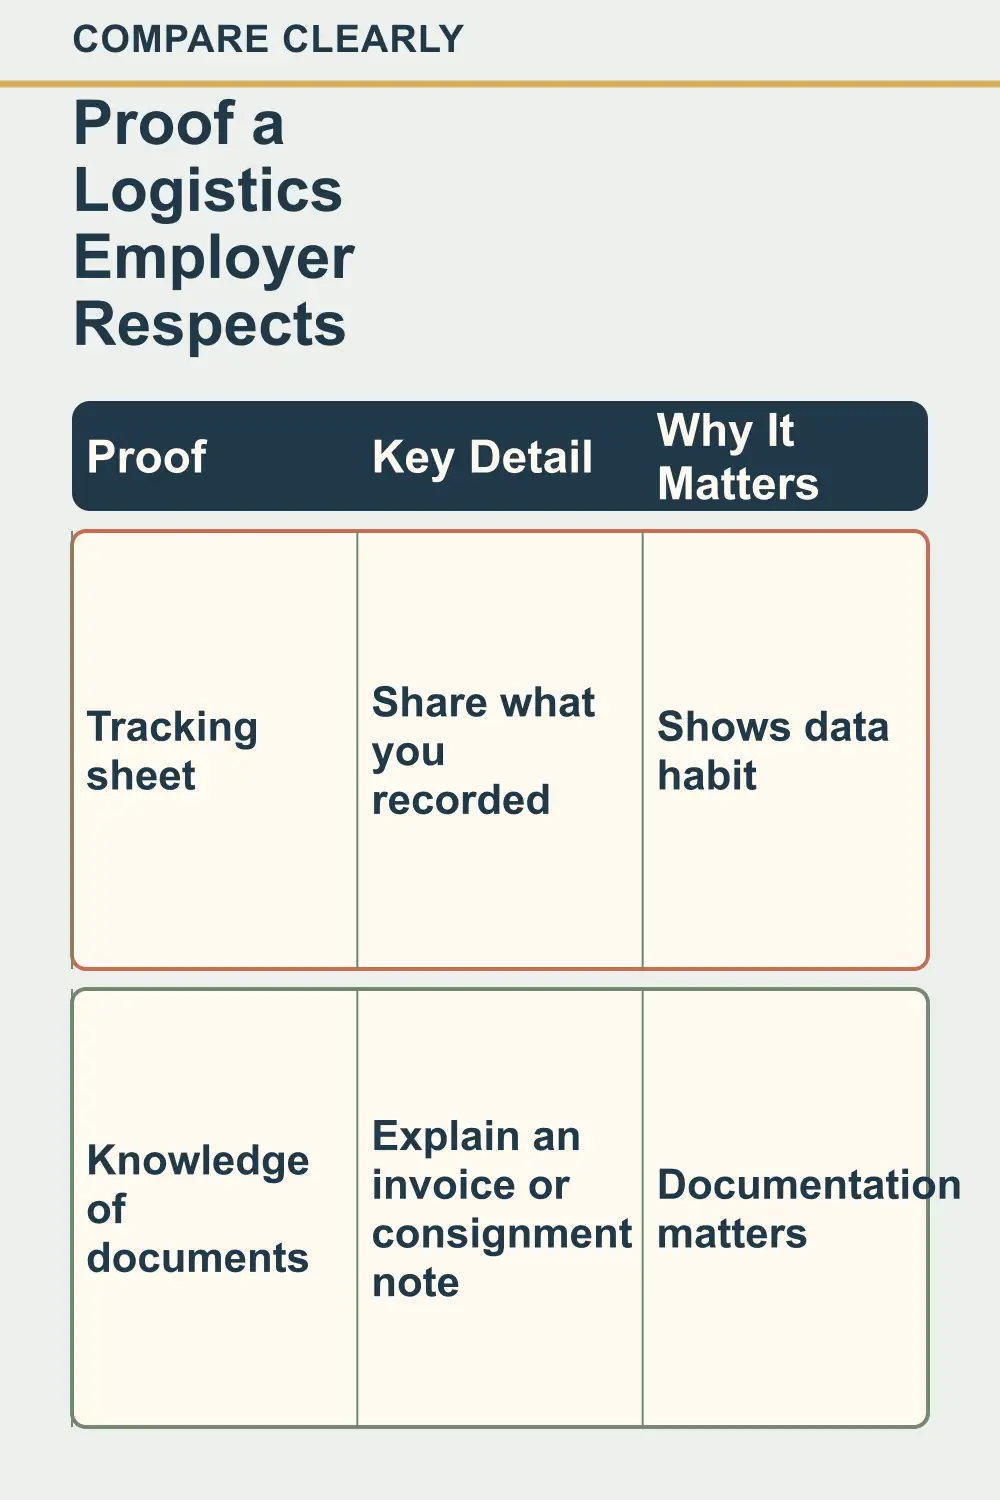 COMPARE CLEARLY
Proof a
Logistics
Employer
Respects
Proof
Key Detail
Why It
Matters
Tracking
sheet
Share what
you
recorded
Shows data
habit
Knowledge
of
documents
Explain an
invoice or
consignment
note
Documentation
matters